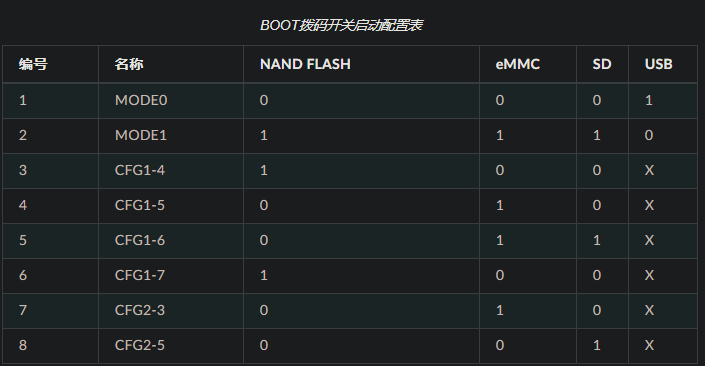 BOOT拨码开关启动配置表
编号 名称 NAND FLASH eMMC SD USB
1 MODE0 0 0 0 1
2 MODE1 1 1 1 0
3 CFG1-4 1 0 0 X
4 CFG1-5 0 1 0 X
5 CFG1-6 0 1 1 X
6 CFG1-7 1 0 0 X
7 CFG2-3 0 1 0 X
8 CFG2-5 0 0 1 X